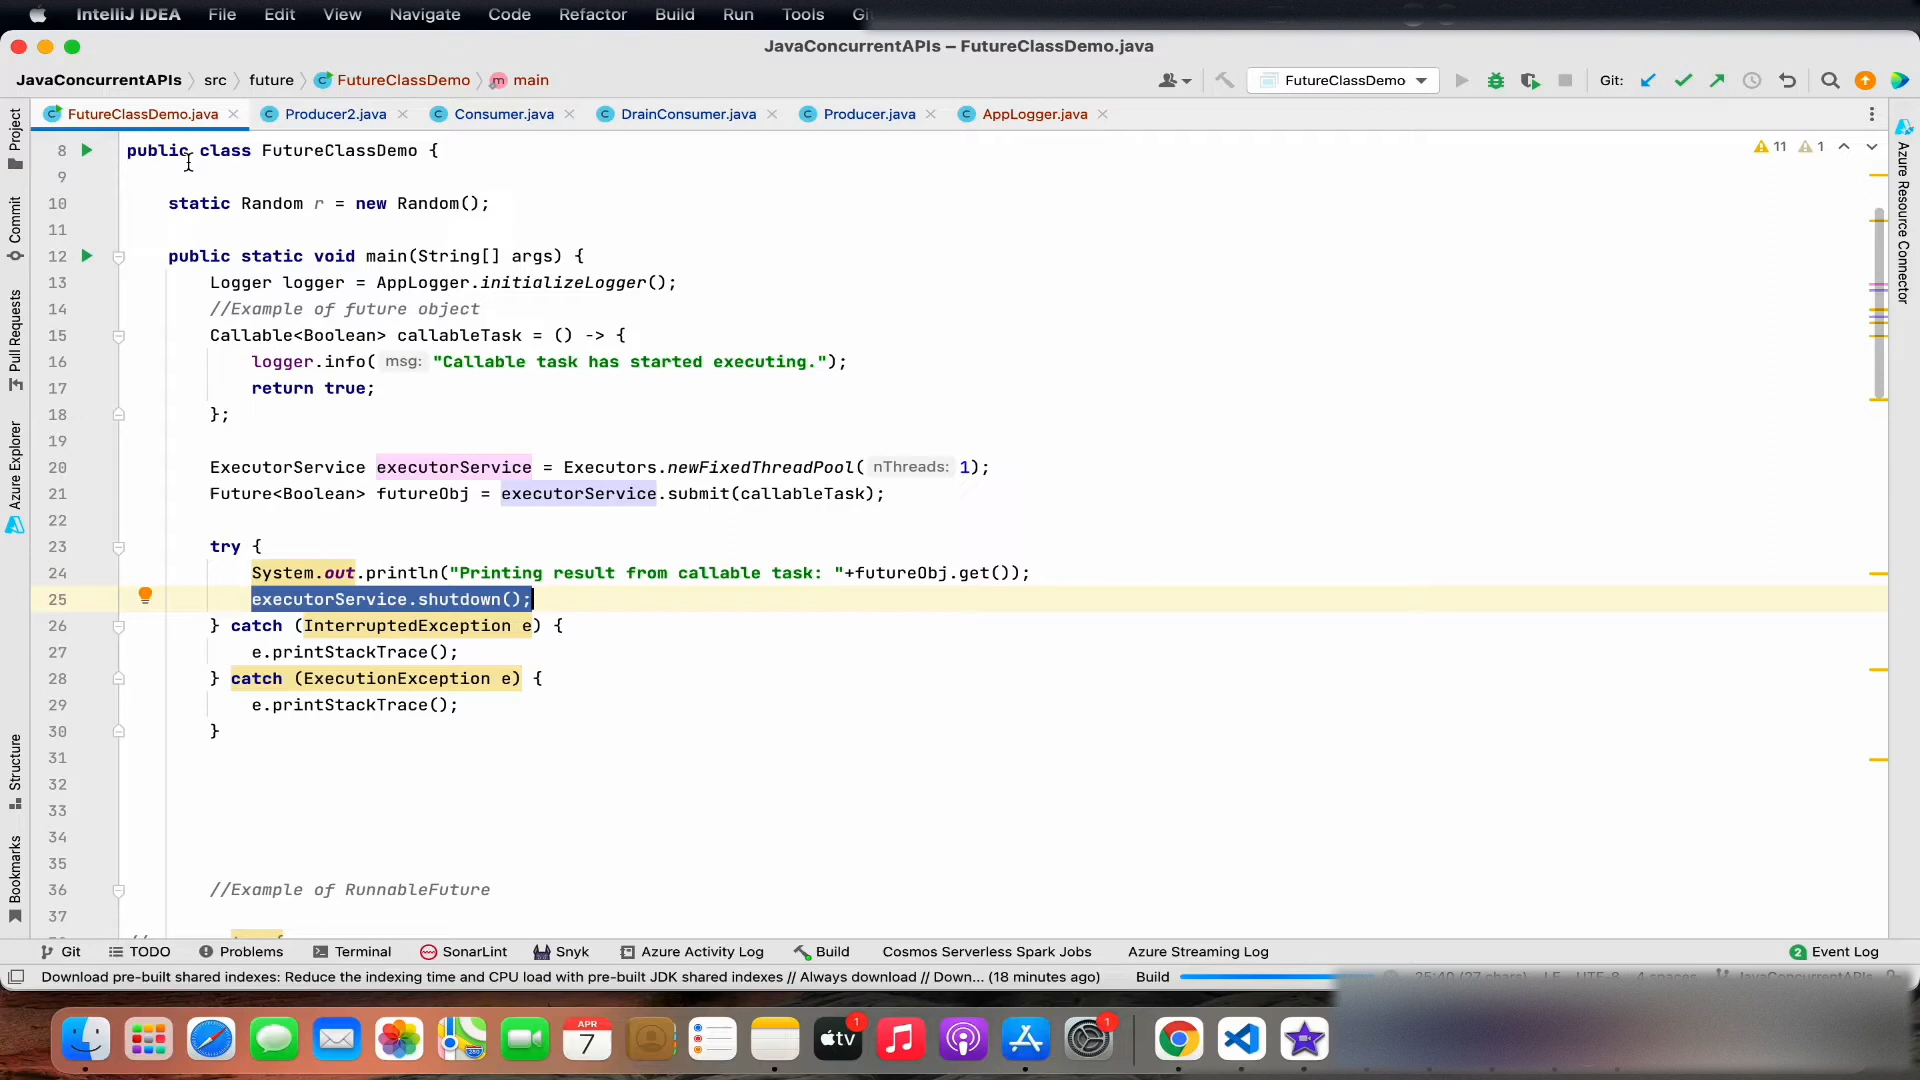 IntelliJ IDEA File Edit View Navigate Code Refactor Build Run Tools
JavaConcurrentAPIs – FutureClassDemo.java
JavaConcurrentAPIs src future FutureClassDemo m main FutureClassDemo Git:
FutureClassDemo.java Producer2.java Consumer.java DrainConsumer.java Producer.java AppLogger.java
Project
Commit
Pull Requests
Azure Explorer
Structure
Bookmarks
8 public class FutureClassDemo {
9
10 static Random r = new Random();
11
12 public static void main(String[] args) {
13 Logger logger = AppLogger.initializeLogger();
14 //Example of future object
15 Callable<Boolean> callableTask = () -> {
16 logger.info( msg: "Callable task has started executing.");
17 return true;
18 };
19
20 ExecutorService executorService = Executors.newFixedThreadPool( nThreads: 1);
21 Future<Boolean> futureObj = executorService.submit(callableTask);
22
23 try {
24 System.out.println("Printing result from callable task: "+futureObj.get());
25 executorService.shutdown();
26 } catch (InterruptedException e) {
27 e.printStackTrace();
28 } catch (ExecutionException e) {
29 e.printStackTrace();
30 }
31
32
33
34
35
36 //Example of RunnableFuture
37
11 1
Azure Resource Connector
Git TODO Problems Terminal SonarLint Snyk Azure Activity Log Build Cosmos Serverless Spark Jobs Azure Streaming Log 2 Event Log
Download pre-built shared indexes: Reduce the indexing time and CPU load with pre-built JDK shared indexes // Always download // Down... (18 minutes ago) Build
APR
7
tv
1
1